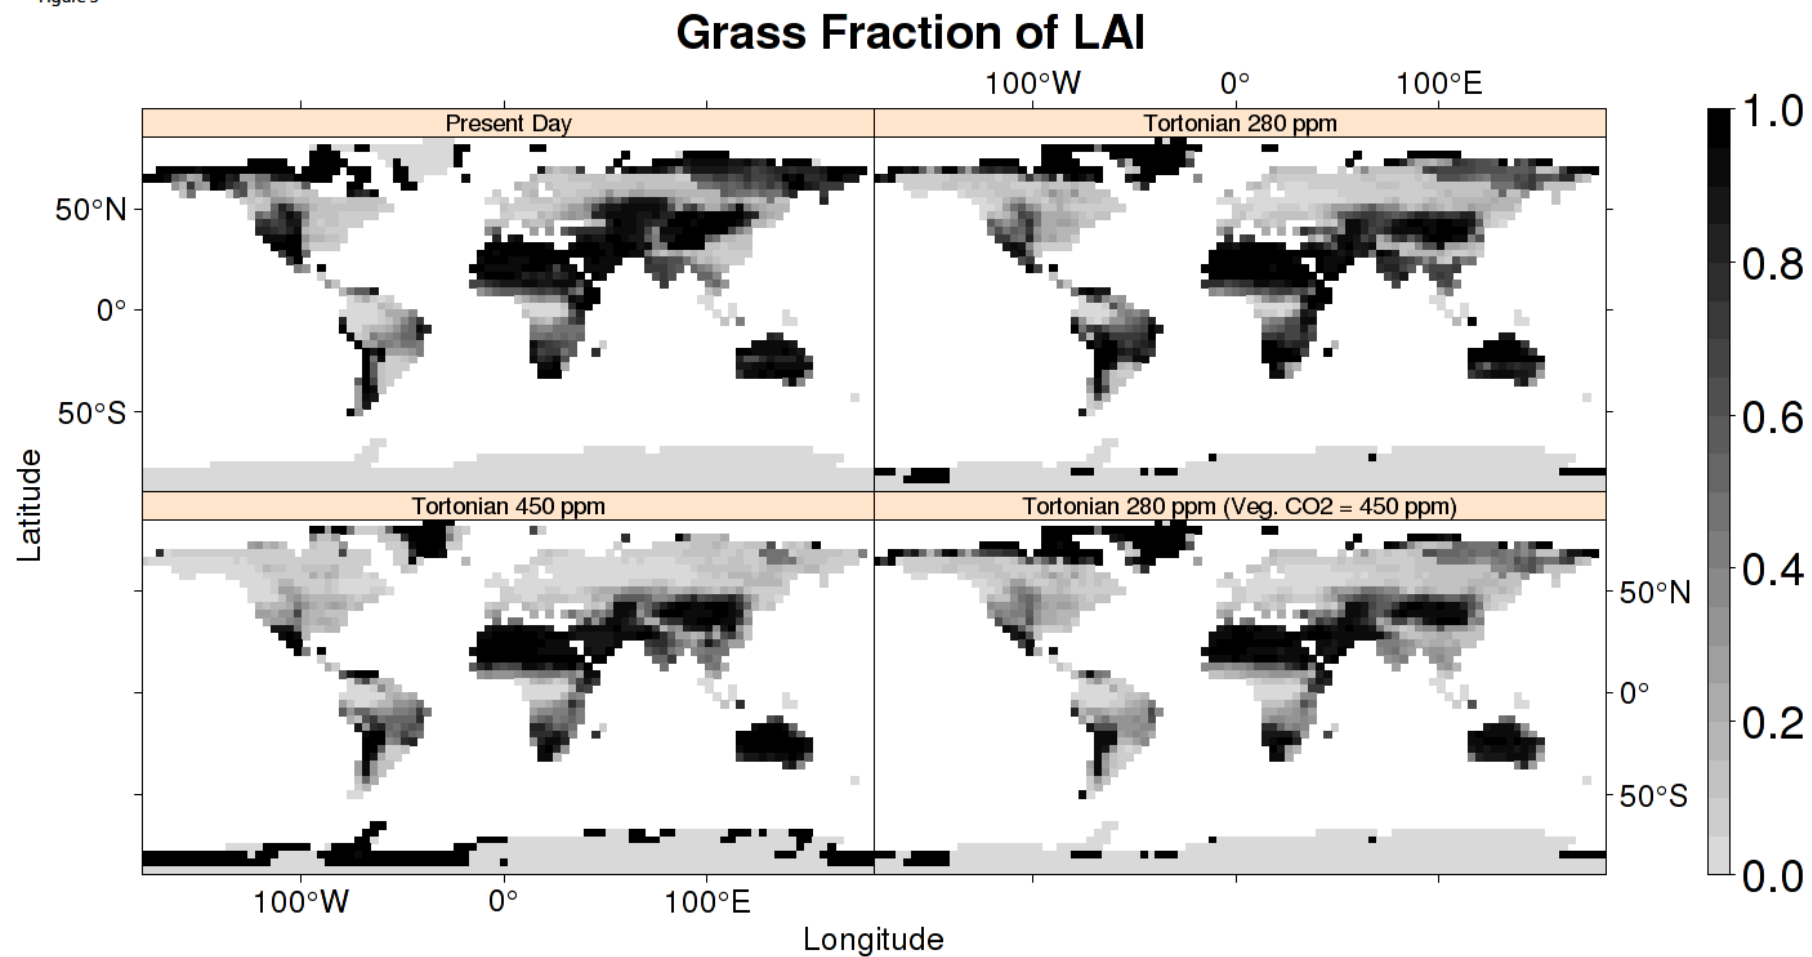 Figure 3
Grass Fraction of LAI
100°W 0° 100°E
Present Day
Tortonian 280 ppm
50°N
0°
50°S
Tortonian 450 ppm
Tortonian 280 ppm (Veg. CO2 = 450 ppm)
50°N
0°
50°S
100°W 0° 100°E
Latitude
Longitude
1.0
0.8
0.6
0.4
0.2
0.0